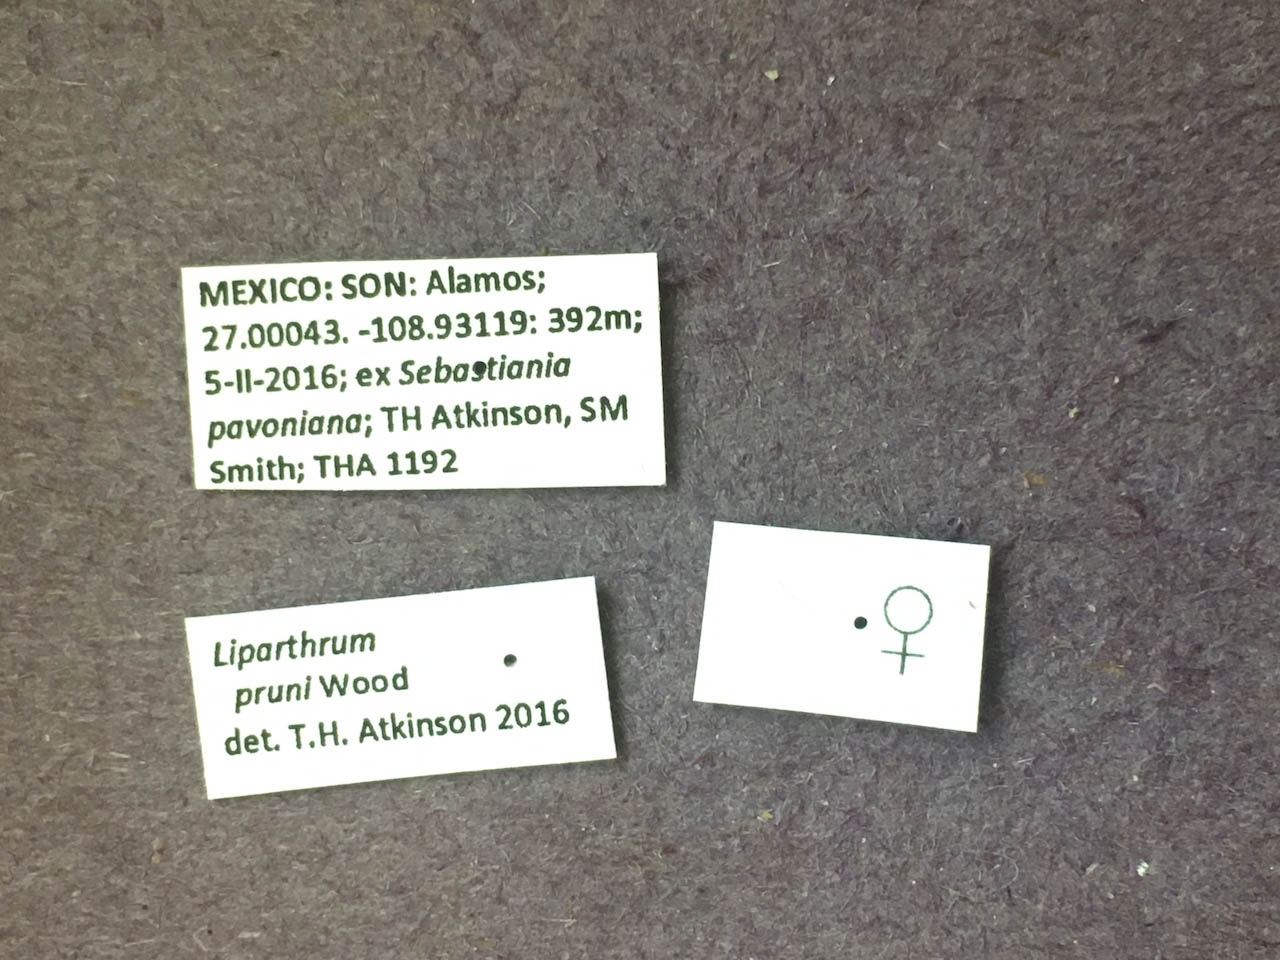 MEXICO: SON: Alamos;
27.00043. -108.93119: 392m;
5-II-2016; ex Sebastiania
pavoniana; TH Atkinson, SM
Smith; THA 1192
Liparthrum
pruni Wood
det. T.H. Atkinson 2016
♀